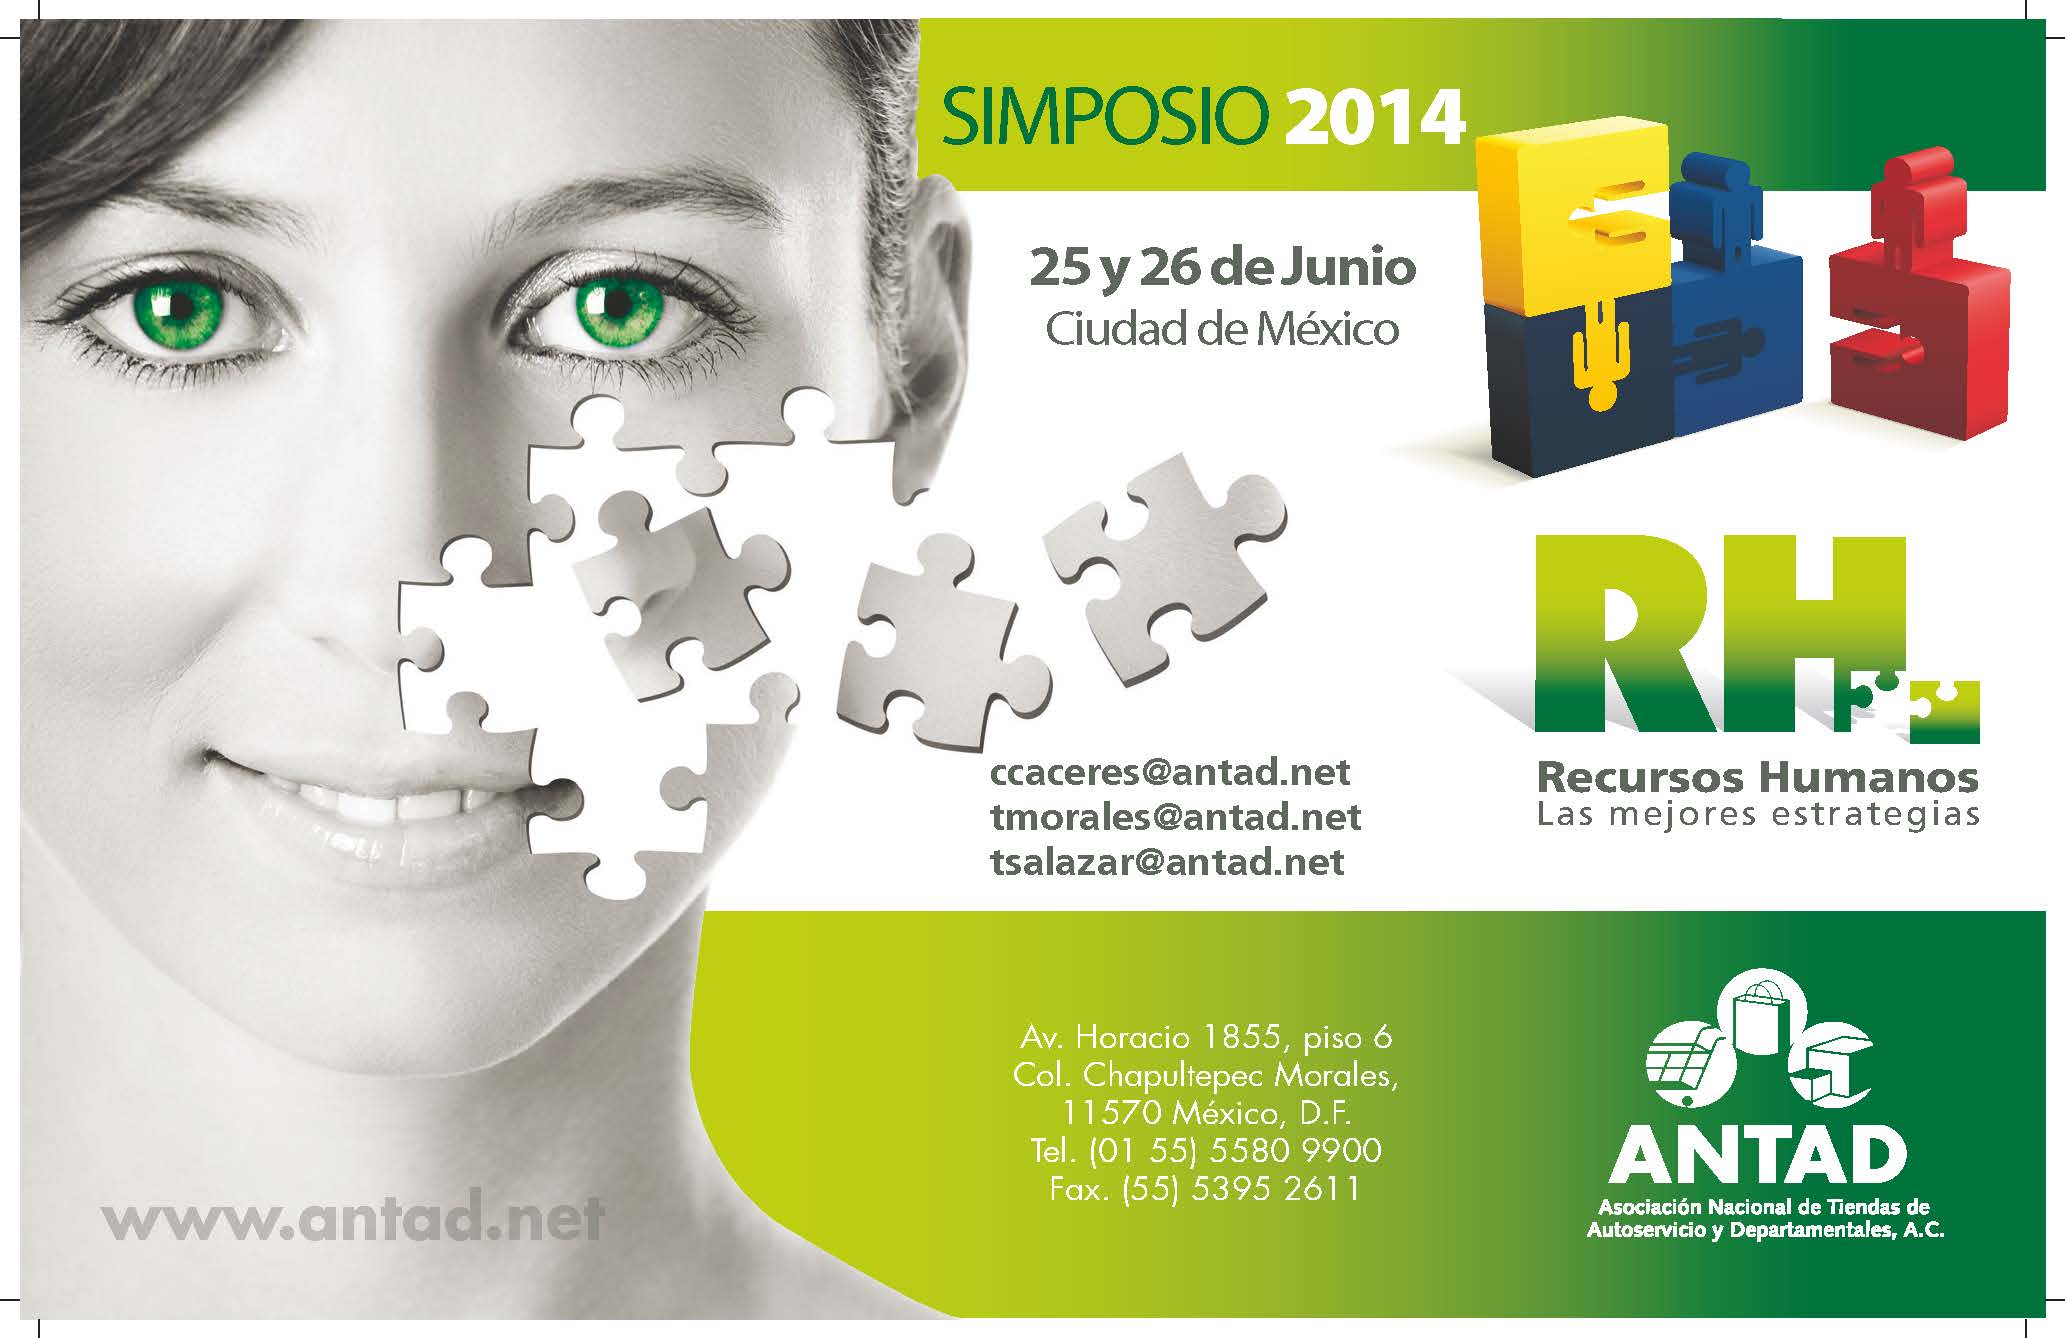 SIMPOSIO 2014
25 y 26 de Junio
Ciudad de México
RH
Recursos Humanos
Las mejores estrategias
ccaceres@antad.net
tmorales@antad.net
tsalazar@antad.net
Av. Horacio 1855, piso 6
Col. Chapultepec Morales,
11570 México, D.F.
Tel. (01 55) 5580 9900
Fax. (55) 5395 2611
www.antad.net
ANTAD
Asociación Nacional de Tiendas de
Autoservicio y Departamentales, A.C.